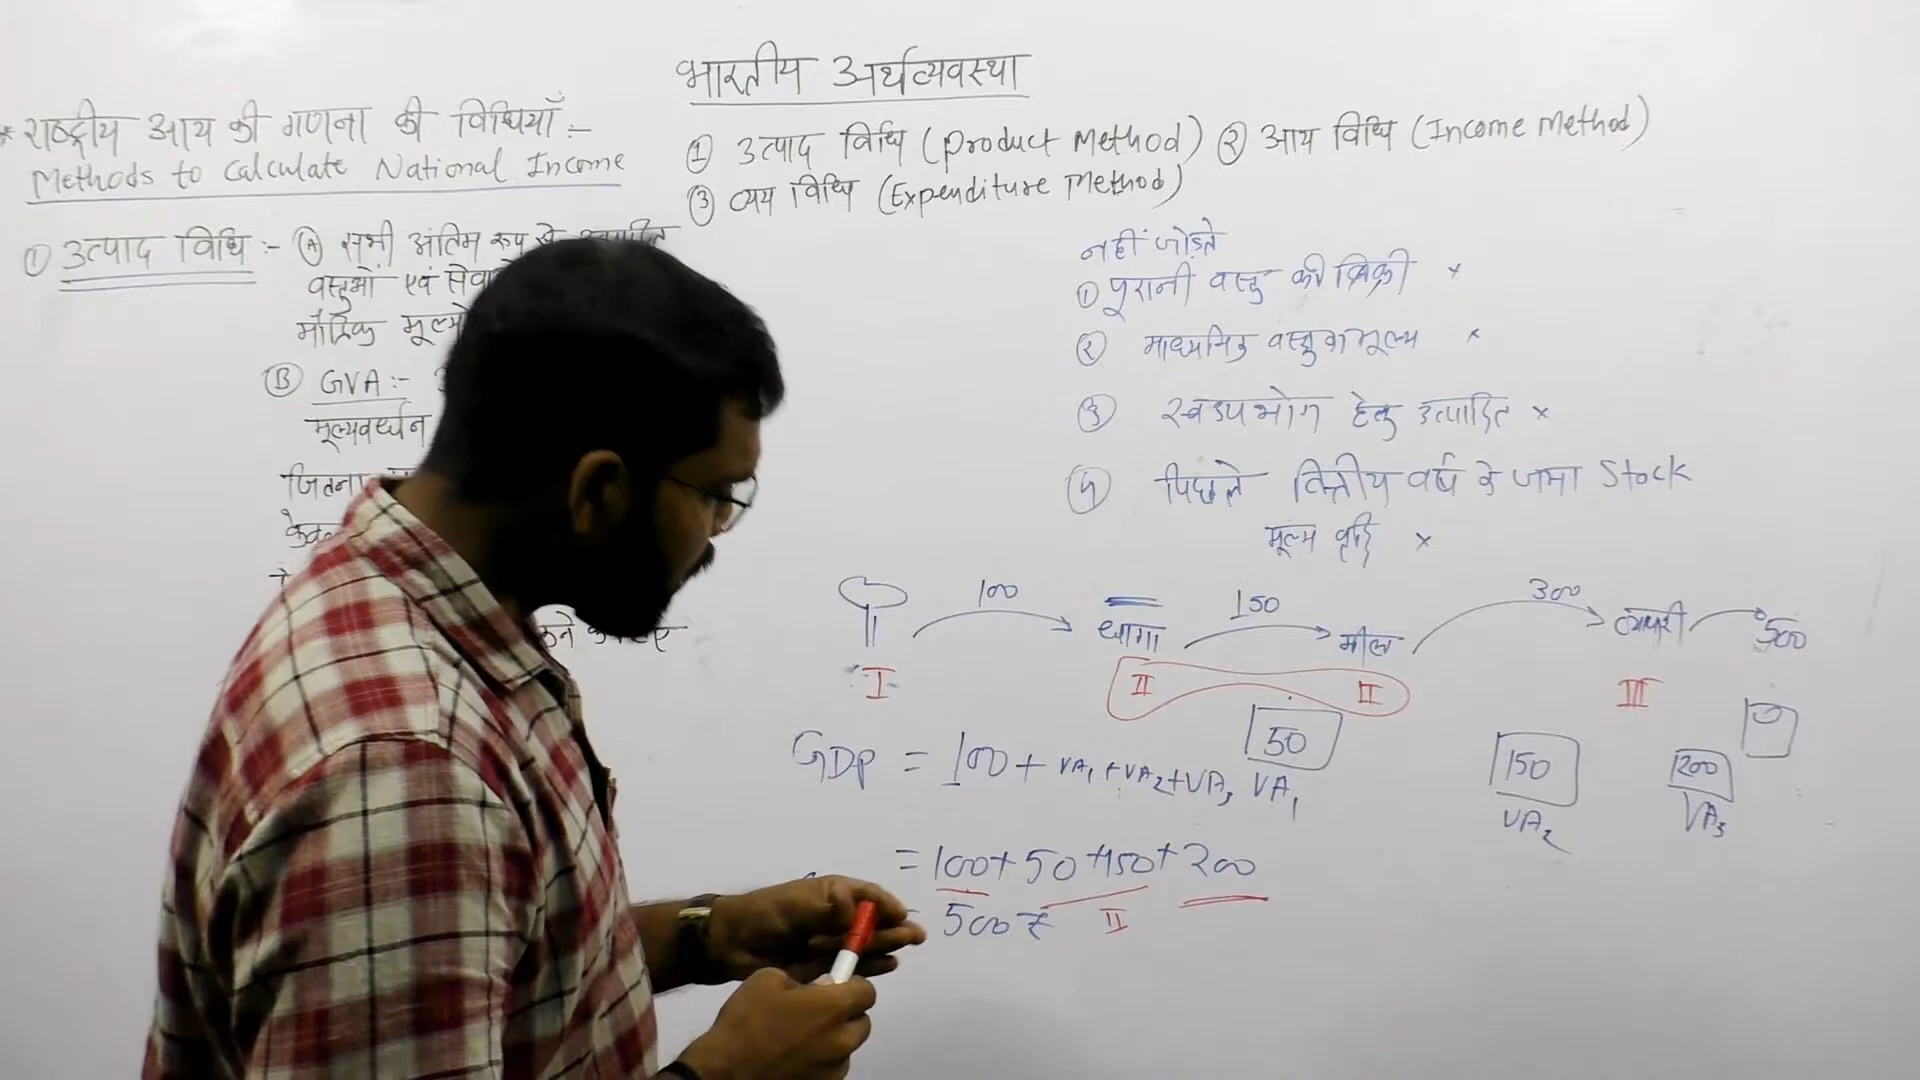 भारतीय अर्थव्यवस्था
* राष्ट्रीय आय की गणना की विधियाँ :-
Methods to Calculate National Income
① उत्पाद विधि (Product Method) ② आय विधि (Income Method)
③ व्यय विधि (Expenditure Method)
① उत्पाद विधि :- Ⓐ सभी अंतिम रूप से
वस्तुओं एवं
मौद्रिक
Ⓑ GVA :-
मूल्यवर्धन
जितना
नहीं जोड़ते
① पूरानी वस्तु की बिक्री ×
② माध्यमिक वस्तु का मूल्य ×
③ स्वउपभोग हेतु उत्पादित ×
④ पिछले वित्तीय वर्ष के जमा Stock
मूल्य वृद्धि ×
100 धागा 150 मील 300 व्यापारी 500
I II II III
50 150 200
VA₁ VA₂ VA₃
GDP = 100 + VA₁ + VA₂ + VA₃
= 100 + 50 + 150 + 200
500 ₹ II